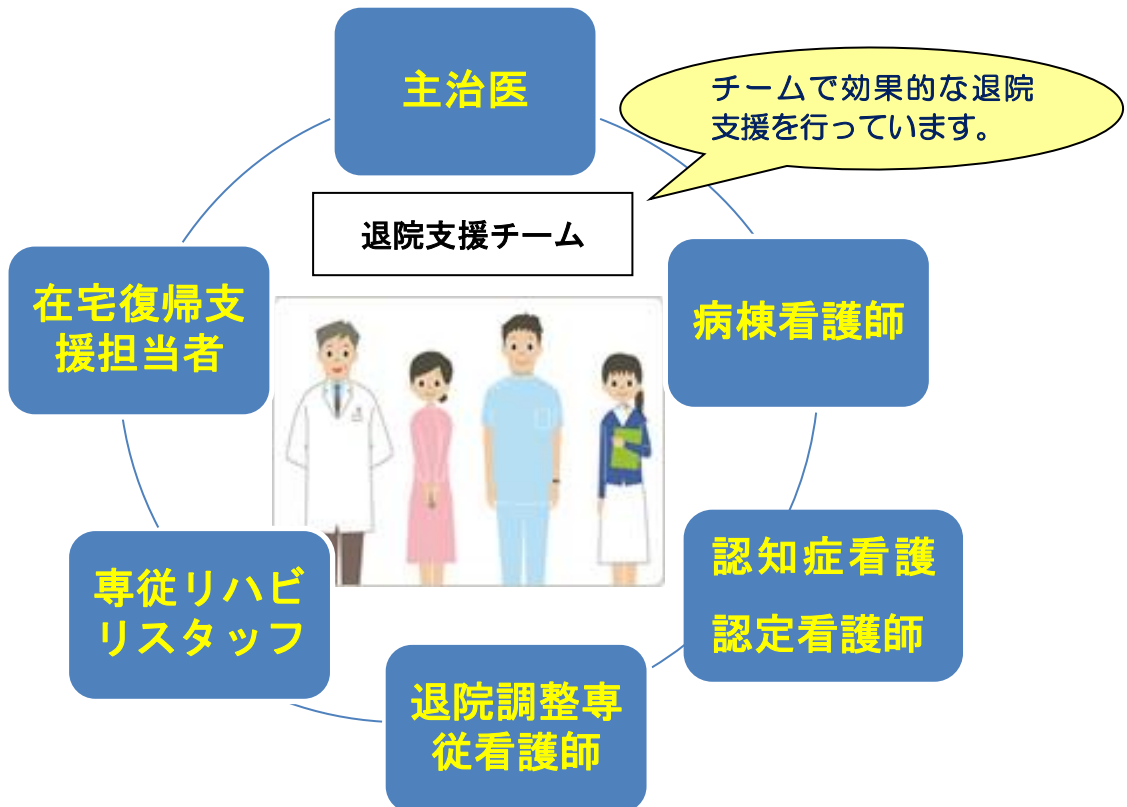 主治医
チームで効果的な退院
支援を行っています。
退院支援チーム
在宅復帰支
援担当者
病棟看護師
専従リハビ
リスタッフ
認知症看護
認定看護師
退院調整専
従看護師